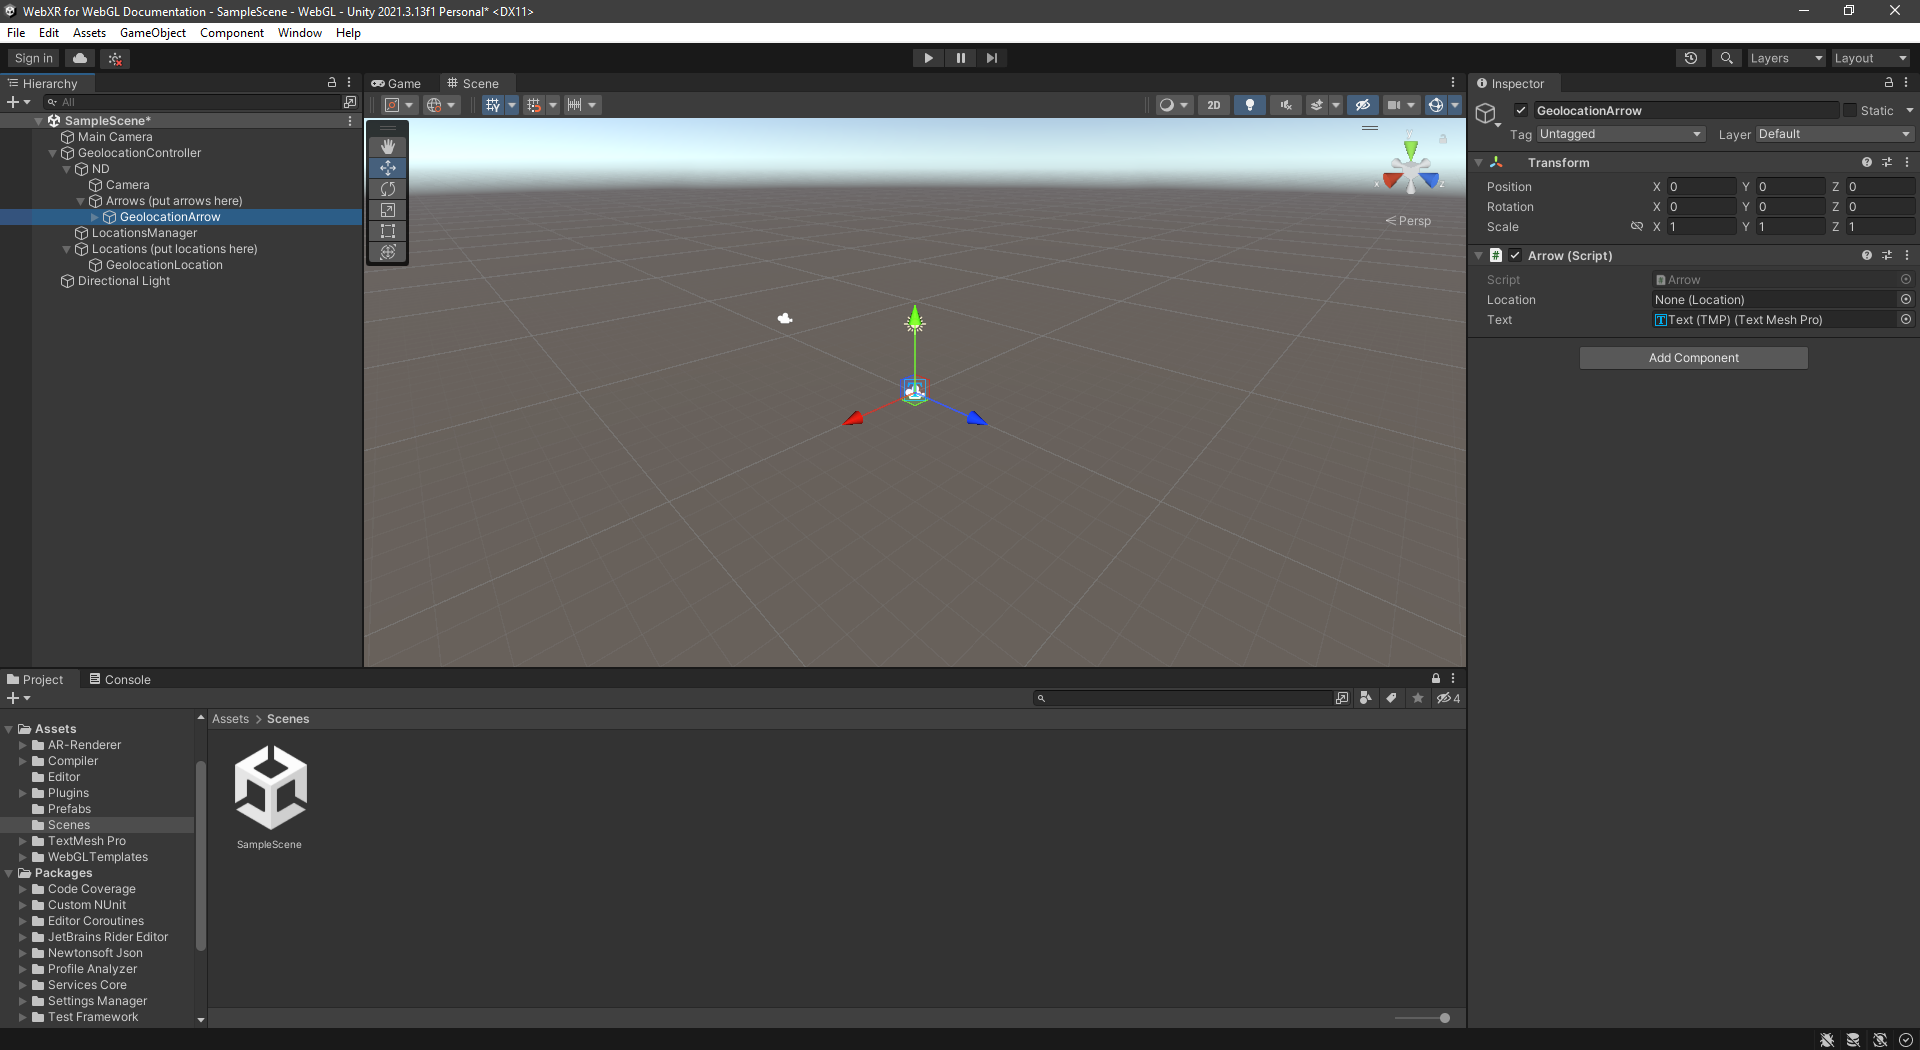 WebXR for WebGL Documentation - SampleScene - WebGL - Unity 2021.3.13f1 Personal* <DX11>
File Edit Assets GameObject Component Window Help
Sign in
Layers
Layout
Hierarchy
All
SampleScene*
Main Camera
GeolocationController
ND
Camera
Arrows (put arrows here)
GeolocationArrow
LocationsManager
Locations (put locations here)
GeolocationLocation
Directional Light
Game Scene
2D
y
x
z
Persp
Inspector
GeolocationArrow
Static
Tag Untagged Layer Default
Transform
Position X 0 Y 0 Z 0
Rotation X 0 Y 0 Z 0
Scale X 1 Y 1 Z 1
Arrow (Script)
Script Arrow
Location None (Location)
Text Text (TMP) (Text Mesh Pro)
Add Component
Project Console
4
Assets
AR-Renderer
Compiler
Editor
Plugins
Prefabs
Scenes
TextMesh Pro
WebGLTemplates
Packages
Code Coverage
Custom NUnit
Editor Coroutines
JetBrains Rider Editor
Newtonsoft Json
Profile Analyzer
Services Core
Settings Manager
Test Framework
Assets > Scenes
SampleScene